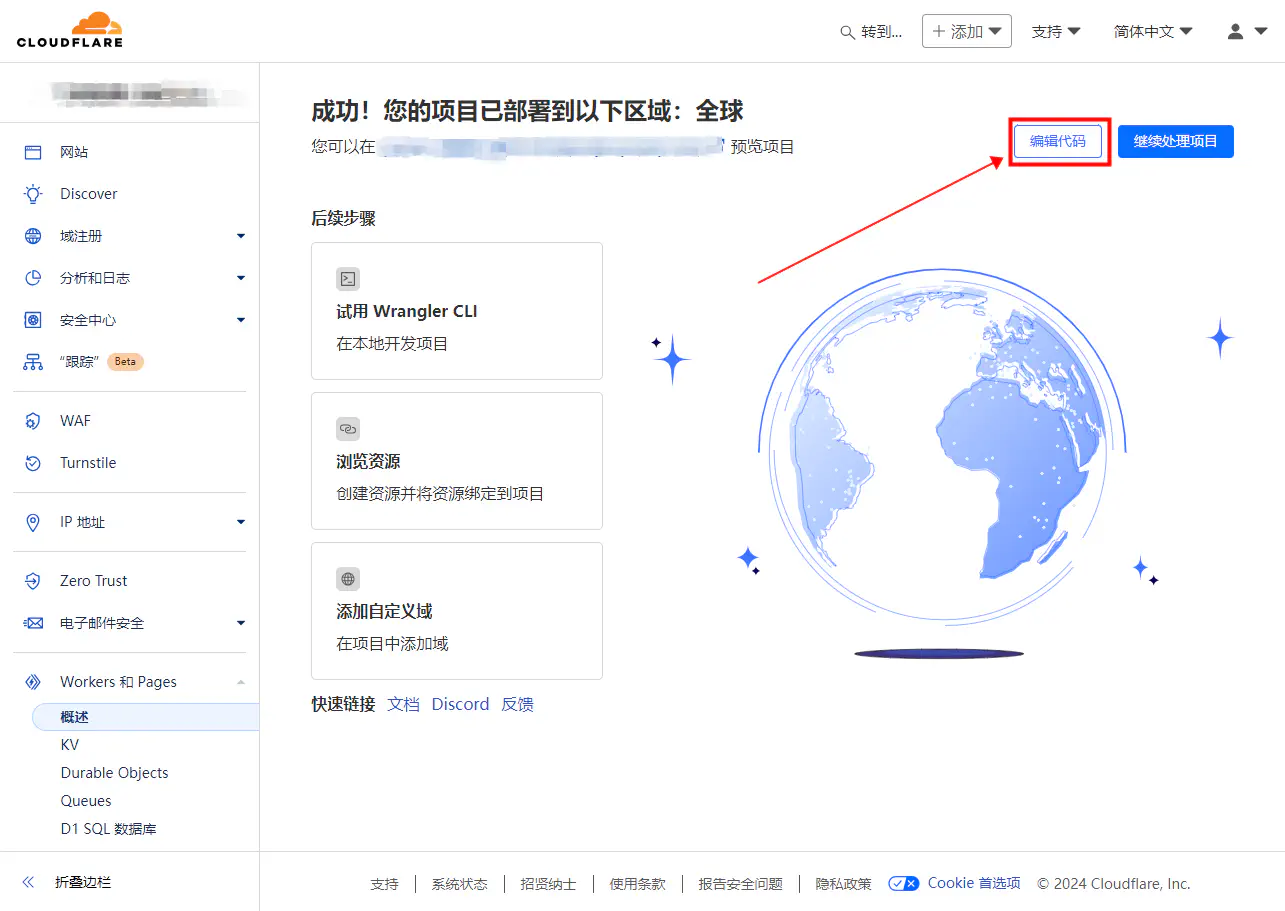 CLOUDFLARE
转到...
添加
支持
简体中文
网站
Discover
域注册
分析和日志
安全中心
“跟踪” Beta
WAF
Turnstile
IP 地址
Zero Trust
电子邮件安全
Workers 和 Pages
概述
KV
Durable Objects
Queues
D1 SQL 数据库
折叠边栏
成功！您的项目已部署到以下区域：全球
您可以在 预览项目
编辑代码
继续处理项目
后续步骤
试用 Wrangler CLI
在本地开发项目
浏览资源
创建资源并将资源绑定到项目
添加自定义域
在项目中添加域
快速链接 文档 Discord 反馈
支持 系统状态 招贤纳士 使用条款 报告安全问题 隐私政策 Cookie 首选项 © 2024 Cloudflare, Inc.